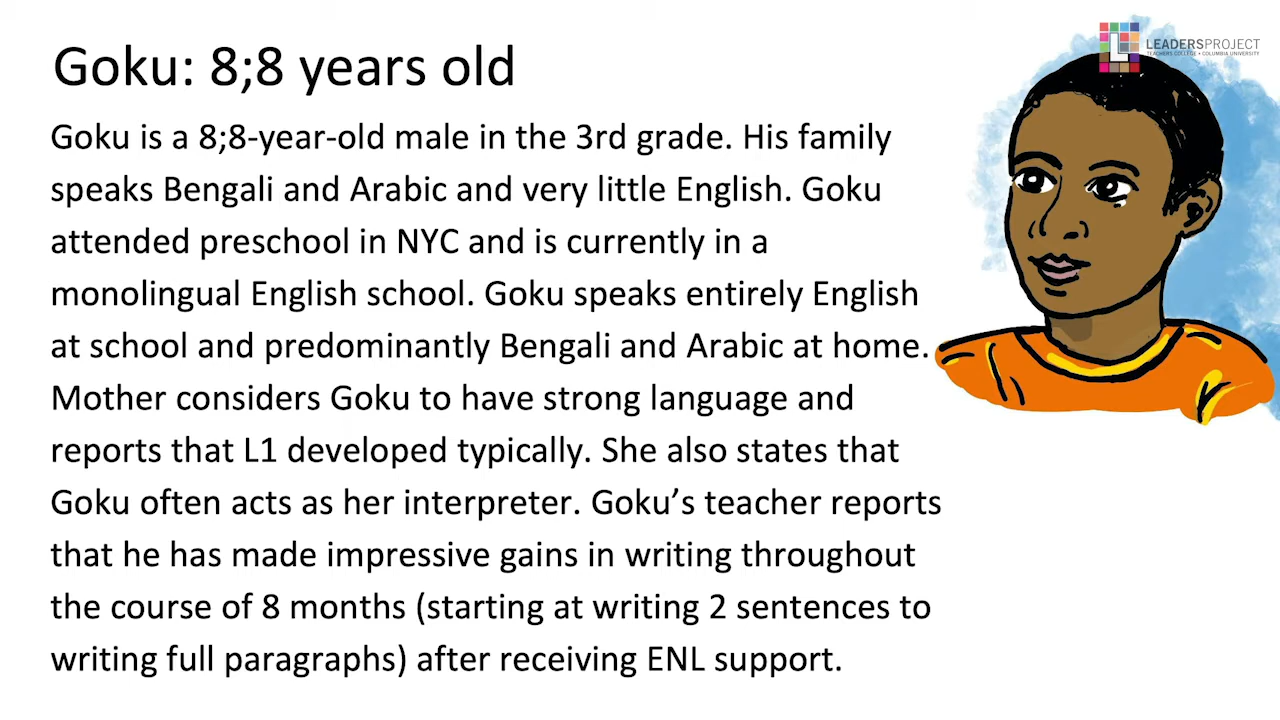 Goku: 8;8 years old
LEADERSPROJECT
TEACHERS COLLEGE • COLUMBIA UNIVERSITY
Goku is a 8;8-year-old male in the 3rd grade. His family
speaks Bengali and Arabic and very little English. Goku
attended preschool in NYC and is currently in a
monolingual English school. Goku speaks entirely English
at school and predominantly Bengali and Arabic at home.
Mother considers Goku to have strong language and
reports that L1 developed typically. She also states that
Goku often acts as her interpreter. Goku’s teacher reports
that he has made impressive gains in writing throughout
the course of 8 months (starting at writing 2 sentences to
writing full paragraphs) after receiving ENL support.